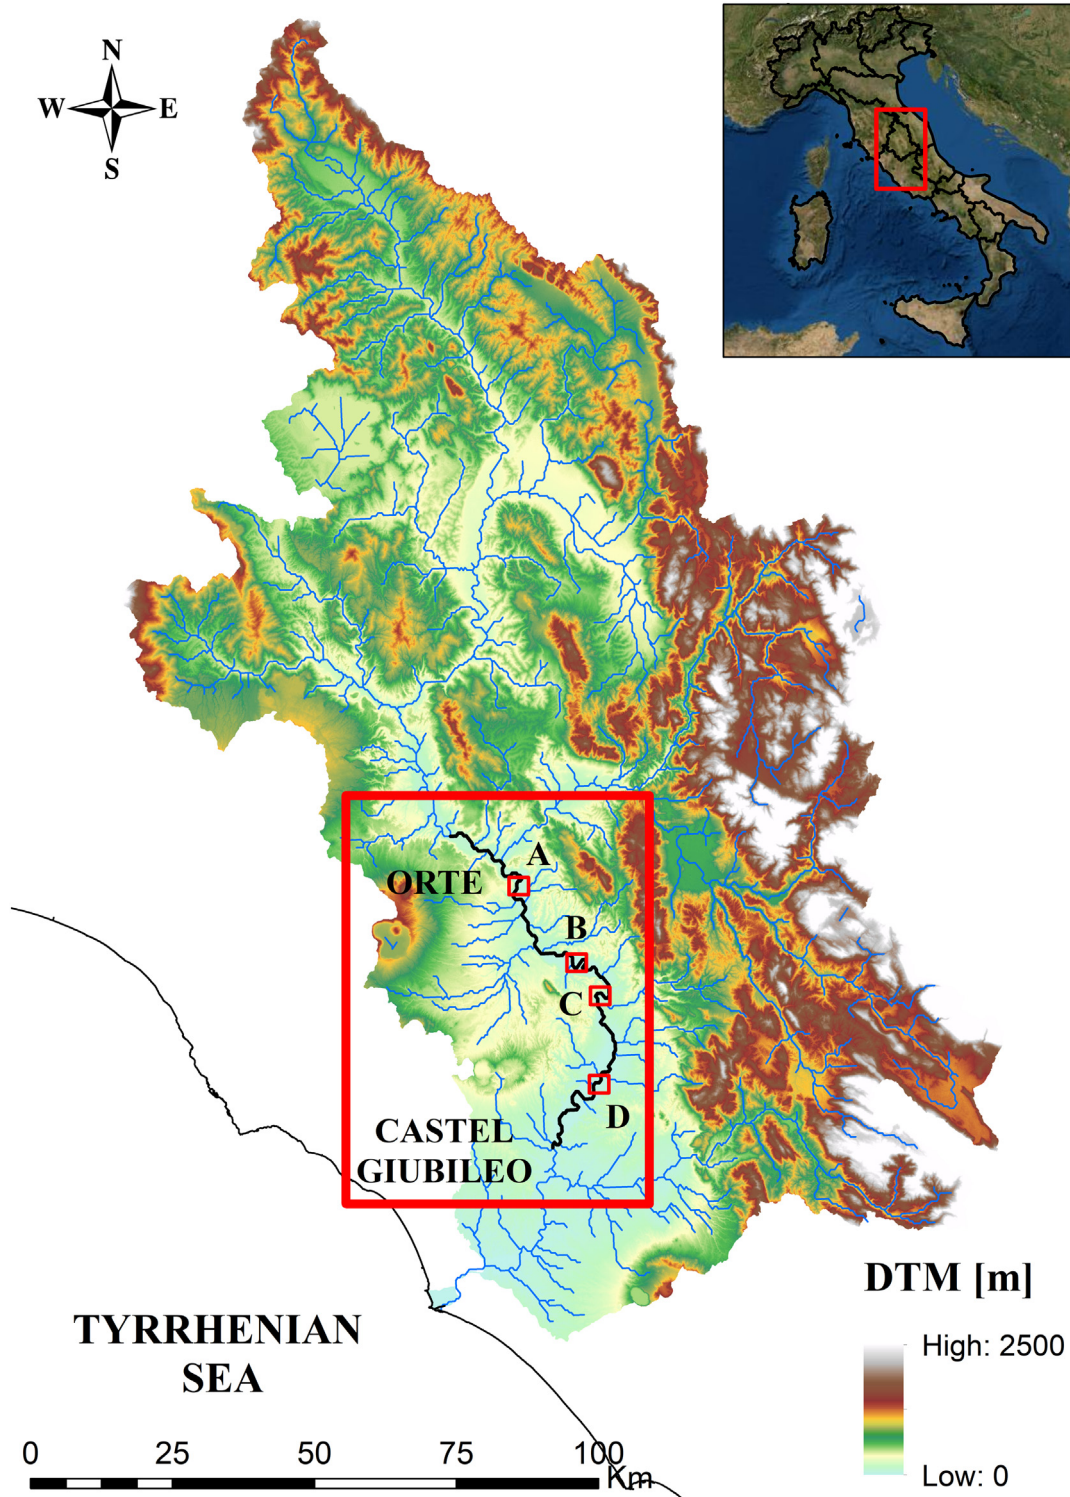 N
W E
S
A
ORTE
B
C
D
CASTEL
GIUBILEO
DTM [m]
High: 2500
Low: 0
TYRRHENIAN
SEA
0 25 50 75 100
Km